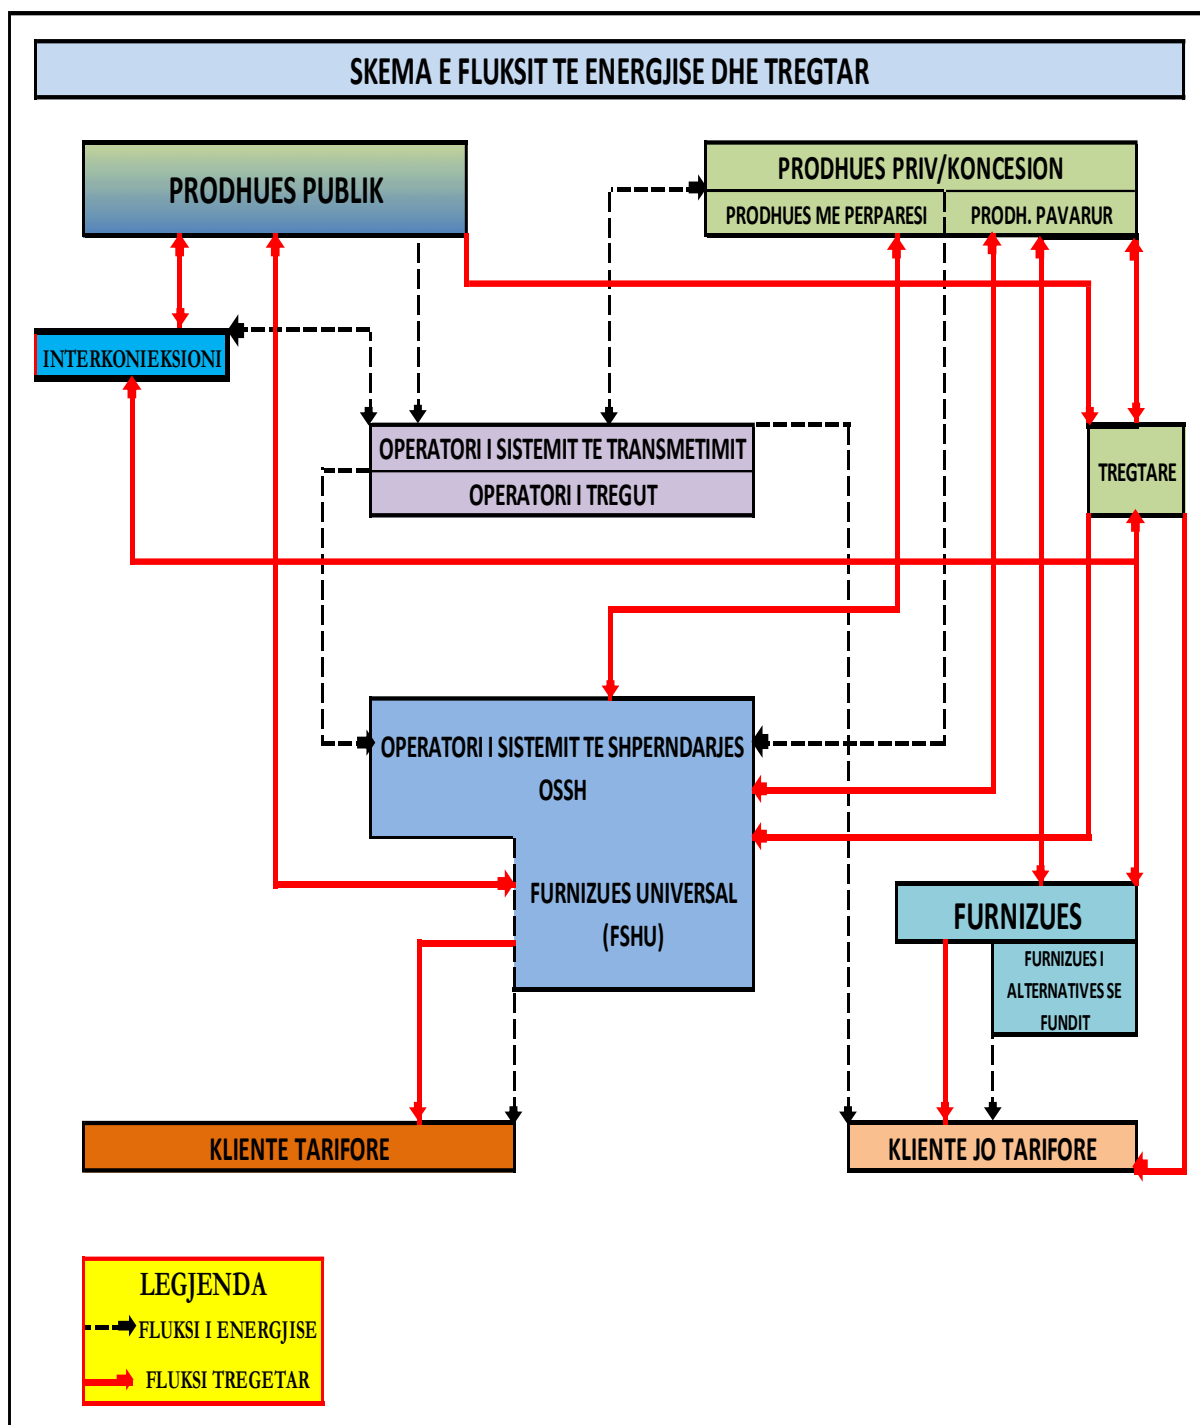 SKEMA E FLUKSIT TE ENERGJISE DHE TREGTAR
PRODHUES PUBLIK
PRODHUES PRIV/KONCESION
PRODHUES ME PERPARESI
PRODH. PAVARUR
INTERKONIEKSIONI
OPERATORI I SISTEMIT TE TRANSMETIMIT
OPERATORI I TREGUT
TREGTARE
OPERATORI I SISTEMIT TE SHPERNDARJES
OSSH
FURNIZUES UNIVERSAL
(FSHU)
FURNIZUES
FURNIZUES I
ALTERNATIVES SE
FUNDIT
KLIENTE TARIFORE
KLIENTE JO TARIFORE
LEGJENDA
FLUKSI I ENERGJISE
FLUKSI TREGETAR